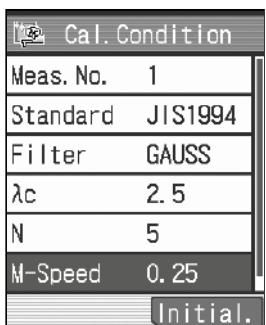 Cal.Condition
Meas. No. 1
Standard JIS1994
Filter GAUSS
λc 2.5
N 5
M-Speed 0.25
Initial.